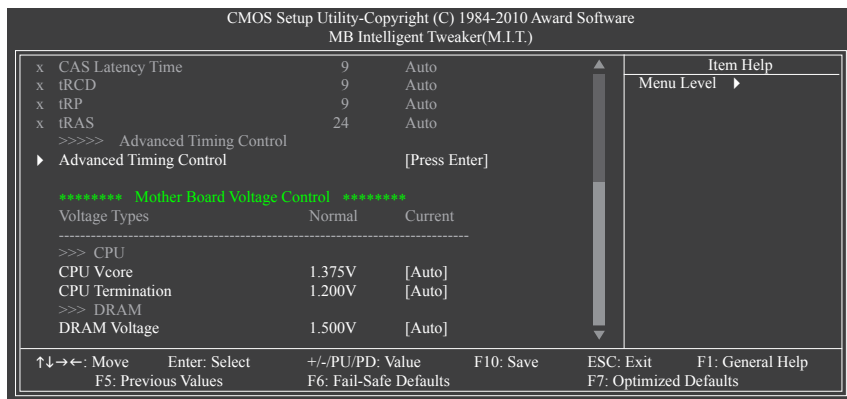 CMOS Setup Utility-Copyright (C) 1984-2010 Award Software
MB Intelligent Tweaker(M.I.T.)
x CAS Latency Time 9 Auto
x tRCD 9 Auto
x tRP 9 Auto
x tRAS 24 Auto
>>>>> Advanced Timing Control
Advanced Timing Control [Press Enter]
******** Mother Board Voltage Control ********
Voltage Types Normal Current
-----------------------------------------------------------------------------
>>> CPU
CPU Vcore 1.375V [Auto]
CPU Termination 1.200V [Auto]
>>> DRAM
DRAM Voltage 1.500V [Auto]
Item Help
Menu Level
↑↓→←: Move Enter: Select +/-/PU/PD: Value F10: Save ESC: Exit F1: General Help
F5: Previous Values F6: Fail-Safe Defaults F7: Optimized Defaults